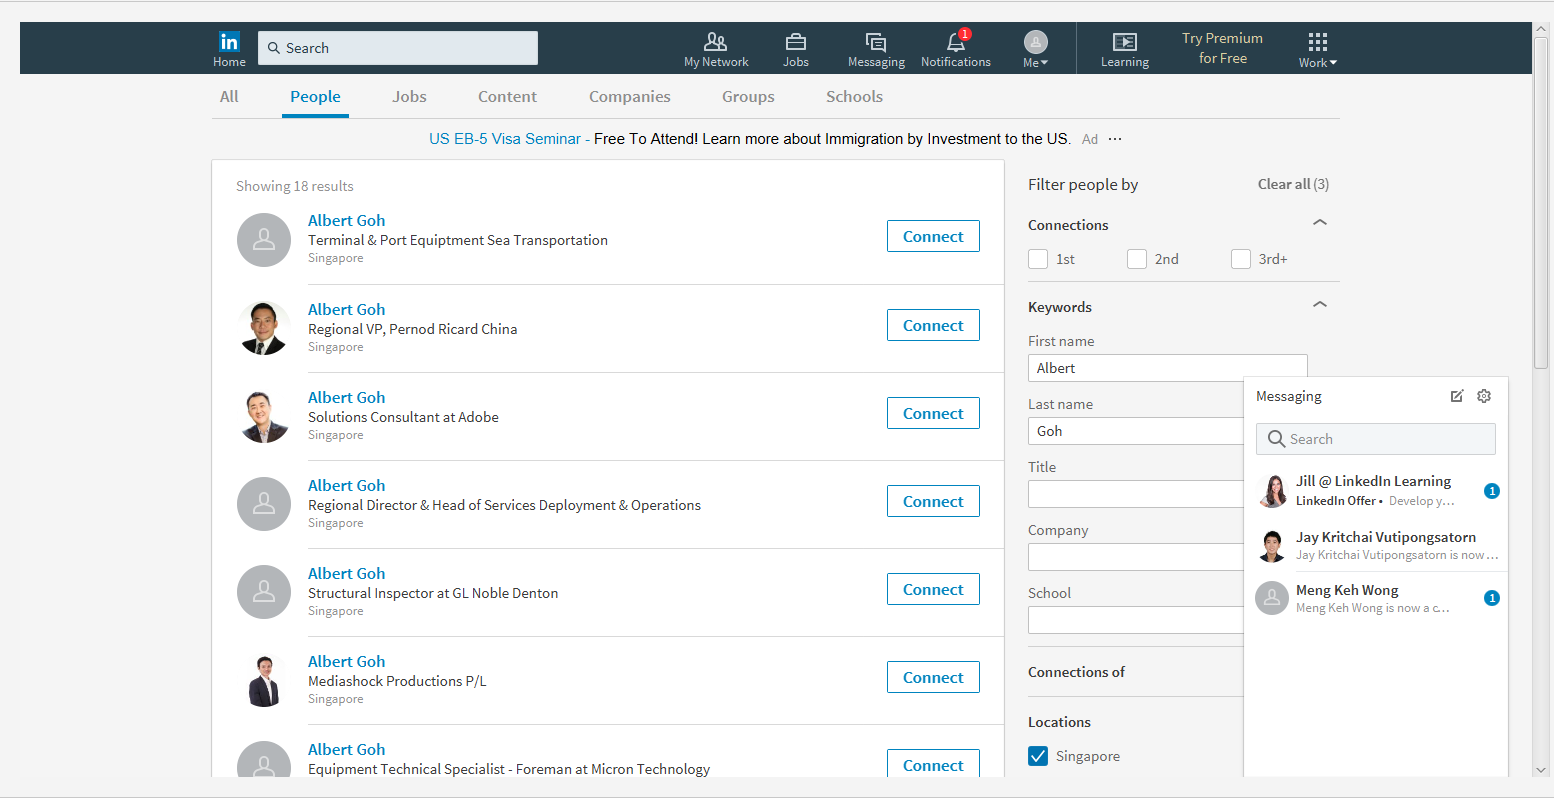 in
Home
Search
My Network
Jobs
Messaging
1
Notifications
Me
Learning
Try Premium
for Free
Work
All
People
Jobs
Content
Companies
Groups
Schools
US EB-5 Visa Seminar - Free To Attend! Learn more about Immigration by Investment to the US. Ad ···
Showing 18 results
Albert Goh
Terminal & Port Equiptment Sea Transportation
Singapore
Connect
Albert Goh
Regional VP, Pernod Ricard China
Singapore
Connect
Albert Goh
Solutions Consultant at Adobe
Singapore
Connect
Albert Goh
Regional Director & Head of Services Deployment & Operations
Singapore
Connect
Albert Goh
Structural Inspector at GL Noble Denton
Singapore
Connect
Albert Goh
Mediashock Productions P/L
Singapore
Connect
Albert Goh
Equipment Technical Specialist - Foreman at Micron Technology
Connect
Filter people by
Clear all (3)
Connections
1st
2nd
3rd+
Keywords
First name
Albert
Last name
Goh
Title
Company
School
Connections of
Locations
Singapore
Messaging
Search
Jill @ LinkedIn Learning
LinkedIn Offer • Develop y…
1
Jay Kritchai Vutipongsatorn
Jay Kritchai Vutipongsatorn is now …
Meng Keh Wong
Meng Keh Wong is now a c…
1